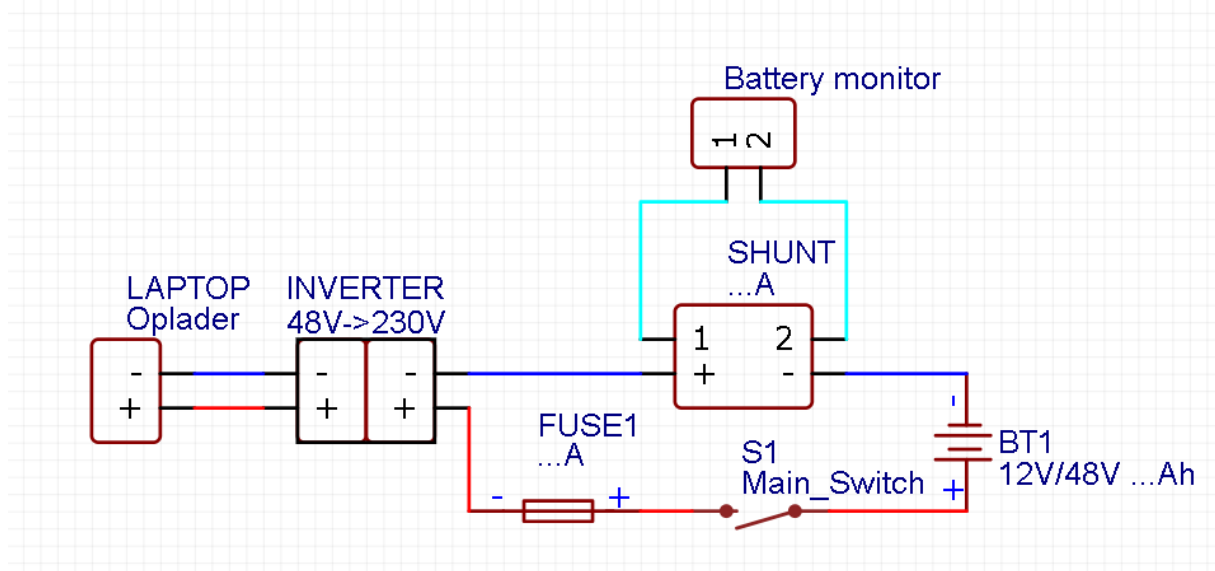 Battery monitor
1 2
SHUNT
...A
1 2
+ -
LAPTOP
Oplader
INVERTER
48V->230V
- - -
+ + +
FUSE1
...A
- +
S1
Main_Switch
-
+
BT1
12V/48V ...Ah